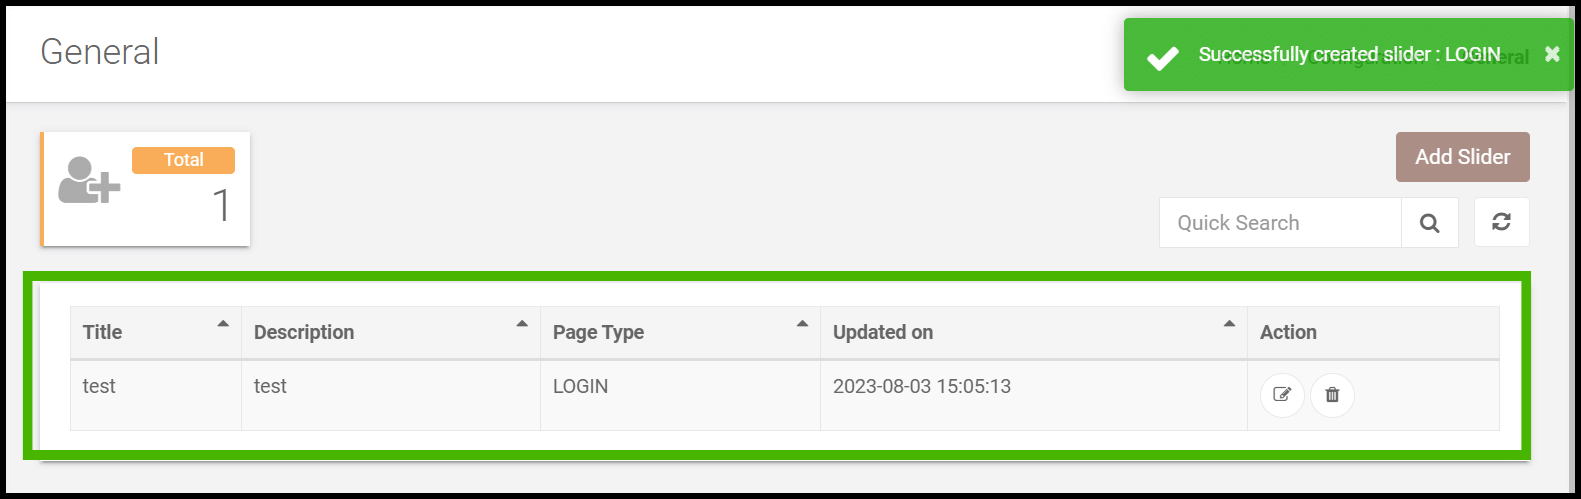 General
Successfully created slider : LOGIN
General
Total
1
Add Slider
Quick Search
Title Description Page Type Updated on Action
test test LOGIN 2023-08-03 15:05:13